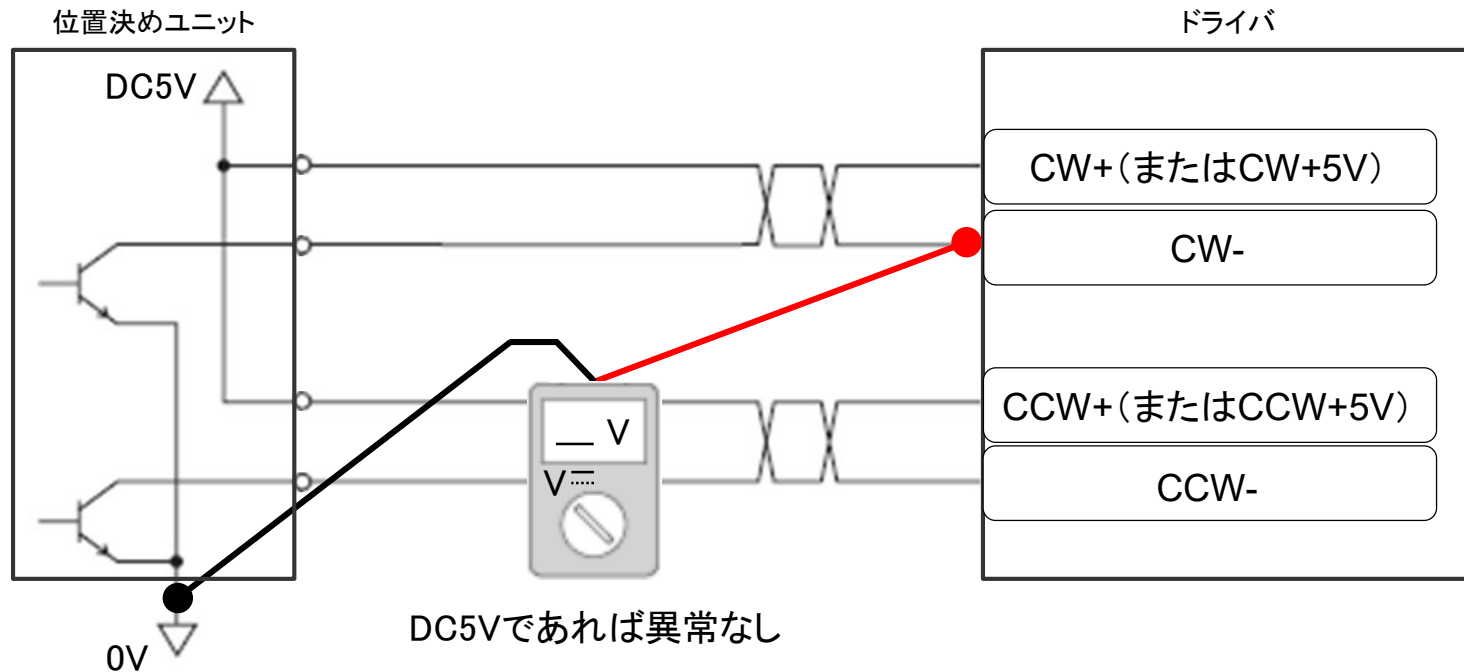 位置決めユニット
ドライバ
DC5V
CW+（またはCW+5V）
CW-
CCW+（またはCCW+5V）
CCW-
__ V
V⎓
DC5Vであれば異常なし
0V